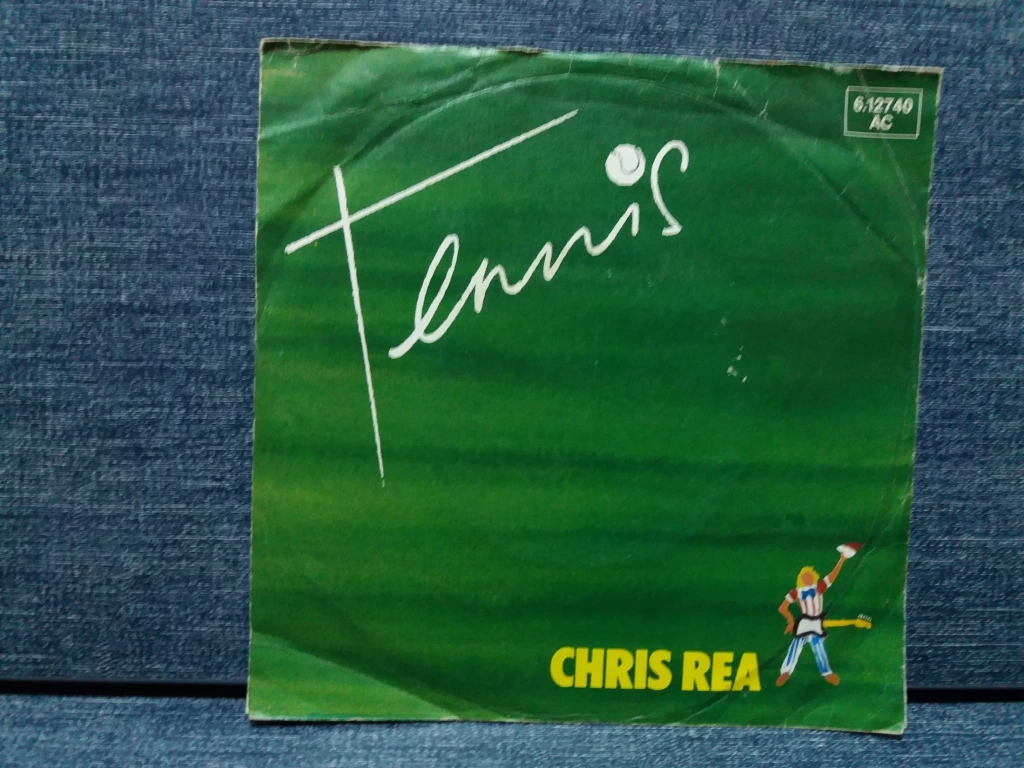 6.12740
AC
Tennis
CHRIS REA